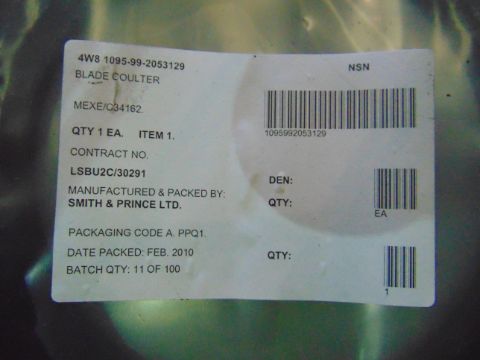 4W8 1095-99-2053129
BLADE COULTER
NSN
MEXE/C34162.
1095992053129
QTY 1 EA. ITEM 1.
CONTRACT NO.
LSBU2C/30291
MANUFACTURED & PACKED BY:
SMITH & PRINCE LTD.
DEN:
QTY:
EA
PACKAGING CODE A. PPQ1.
DATE PACKED: FEB. 2010
BATCH QTY: 11 OF 100
QTY:
1